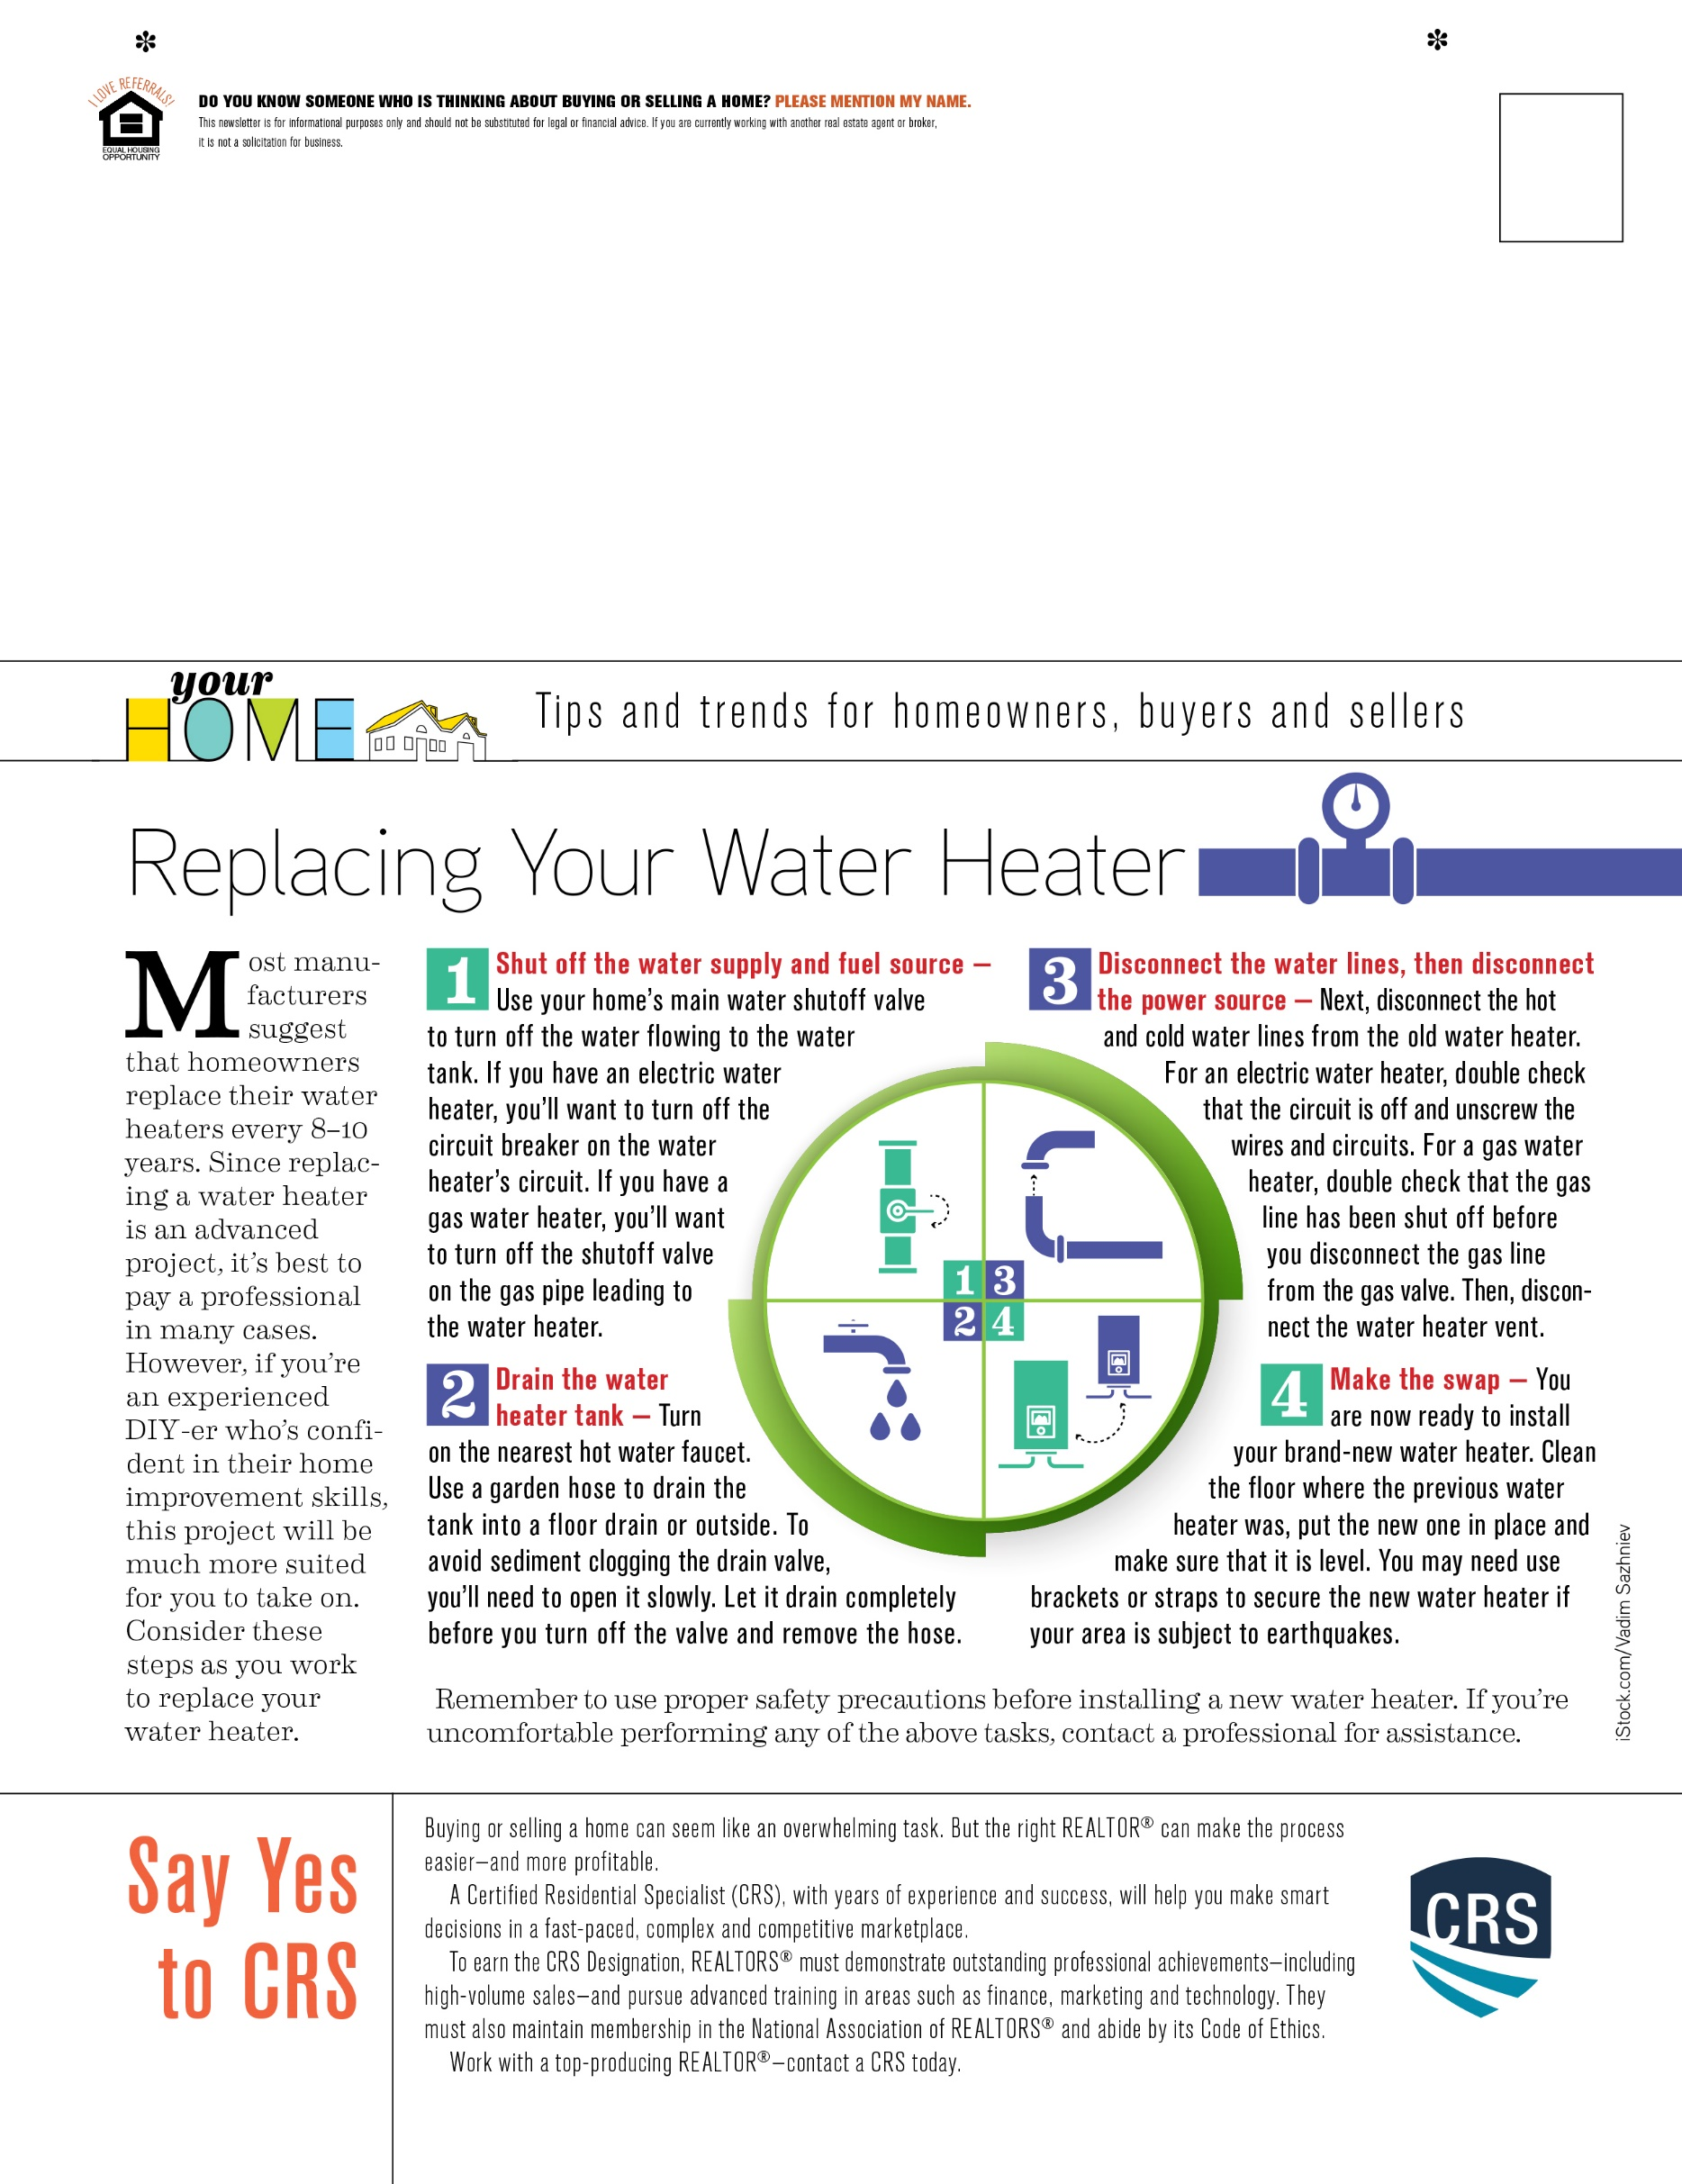 *
*
I LOVE REFERRALS!
EQUAL HOUSING
OPPORTUNITY
DO YOU KNOW SOMEONE WHO IS THINKING ABOUT BUYING OR SELLING A HOME? PLEASE MENTION MY NAME.
This newsletter is for informational purposes only and should not be substituted for legal or financial advice. If you are currently working with another real estate agent or broker,
it is not a solicitation for business.
your
HOME
Tips and trends for homeowners, buyers and sellers
Replacing Your Water Heater
Most manu-
facturers
suggest
that homeowners
replace their water
heaters every 8–10
years. Since replac-
ing a water heater
is an advanced
project, it's best to
pay a professional
in many cases.
However, if you're
an experienced
DIY-er who's confi-
dent in their home
improvement skills,
this project will be
much more suited
for you to take on.
Consider these
steps as you work
to replace your
water heater.
1 Shut off the water supply and fuel source —
Use your home's main water shutoff valve
to turn off the water flowing to the water
tank. If you have an electric water
heater, you'll want to turn off the
circuit breaker on the water
heater's circuit. If you have a
gas water heater, you'll want
to turn off the shutoff valve
on the gas pipe leading to
the water heater.
2 Drain the water
heater tank — Turn
on the nearest hot water faucet.
Use a garden hose to drain the
tank into a floor drain or outside. To
avoid sediment clogging the drain valve,
you'll need to open it slowly. Let it drain completely
before you turn off the valve and remove the hose.
1 3
2 4
3 Disconnect the water lines, then disconnect
the power source — Next, disconnect the hot
and cold water lines from the old water heater.
For an electric water heater, double check
that the circuit is off and unscrew the
wires and circuits. For a gas water
heater, double check that the gas
line has been shut off before
you disconnect the gas line
from the gas valve. Then, discon-
nect the water heater vent.
4 Make the swap — You
are now ready to install
your brand-new water heater. Clean
the floor where the previous water
heater was, put the new one in place and
make sure that it is level. You may need use
brackets or straps to secure the new water heater if
your area is subject to earthquakes.
Remember to use proper safety precautions before installing a new water heater. If you're
uncomfortable performing any of the above tasks, contact a professional for assistance.
iStock.com/Vadim Sazhniev
Say Yes
to CRS
Buying or selling a home can seem like an overwhelming task. But the right REALTOR® can make the process
easier—and more profitable.
A Certified Residential Specialist (CRS), with years of experience and success, will help you make smart
decisions in a fast-paced, complex and competitive marketplace.
To earn the CRS Designation, REALTORS® must demonstrate outstanding professional achievements—including
high-volume sales—and pursue advanced training in areas such as finance, marketing and technology. They
must also maintain membership in the National Association of REALTORS® and abide by its Code of Ethics.
Work with a top-producing REALTOR®—contact a CRS today.
CRS